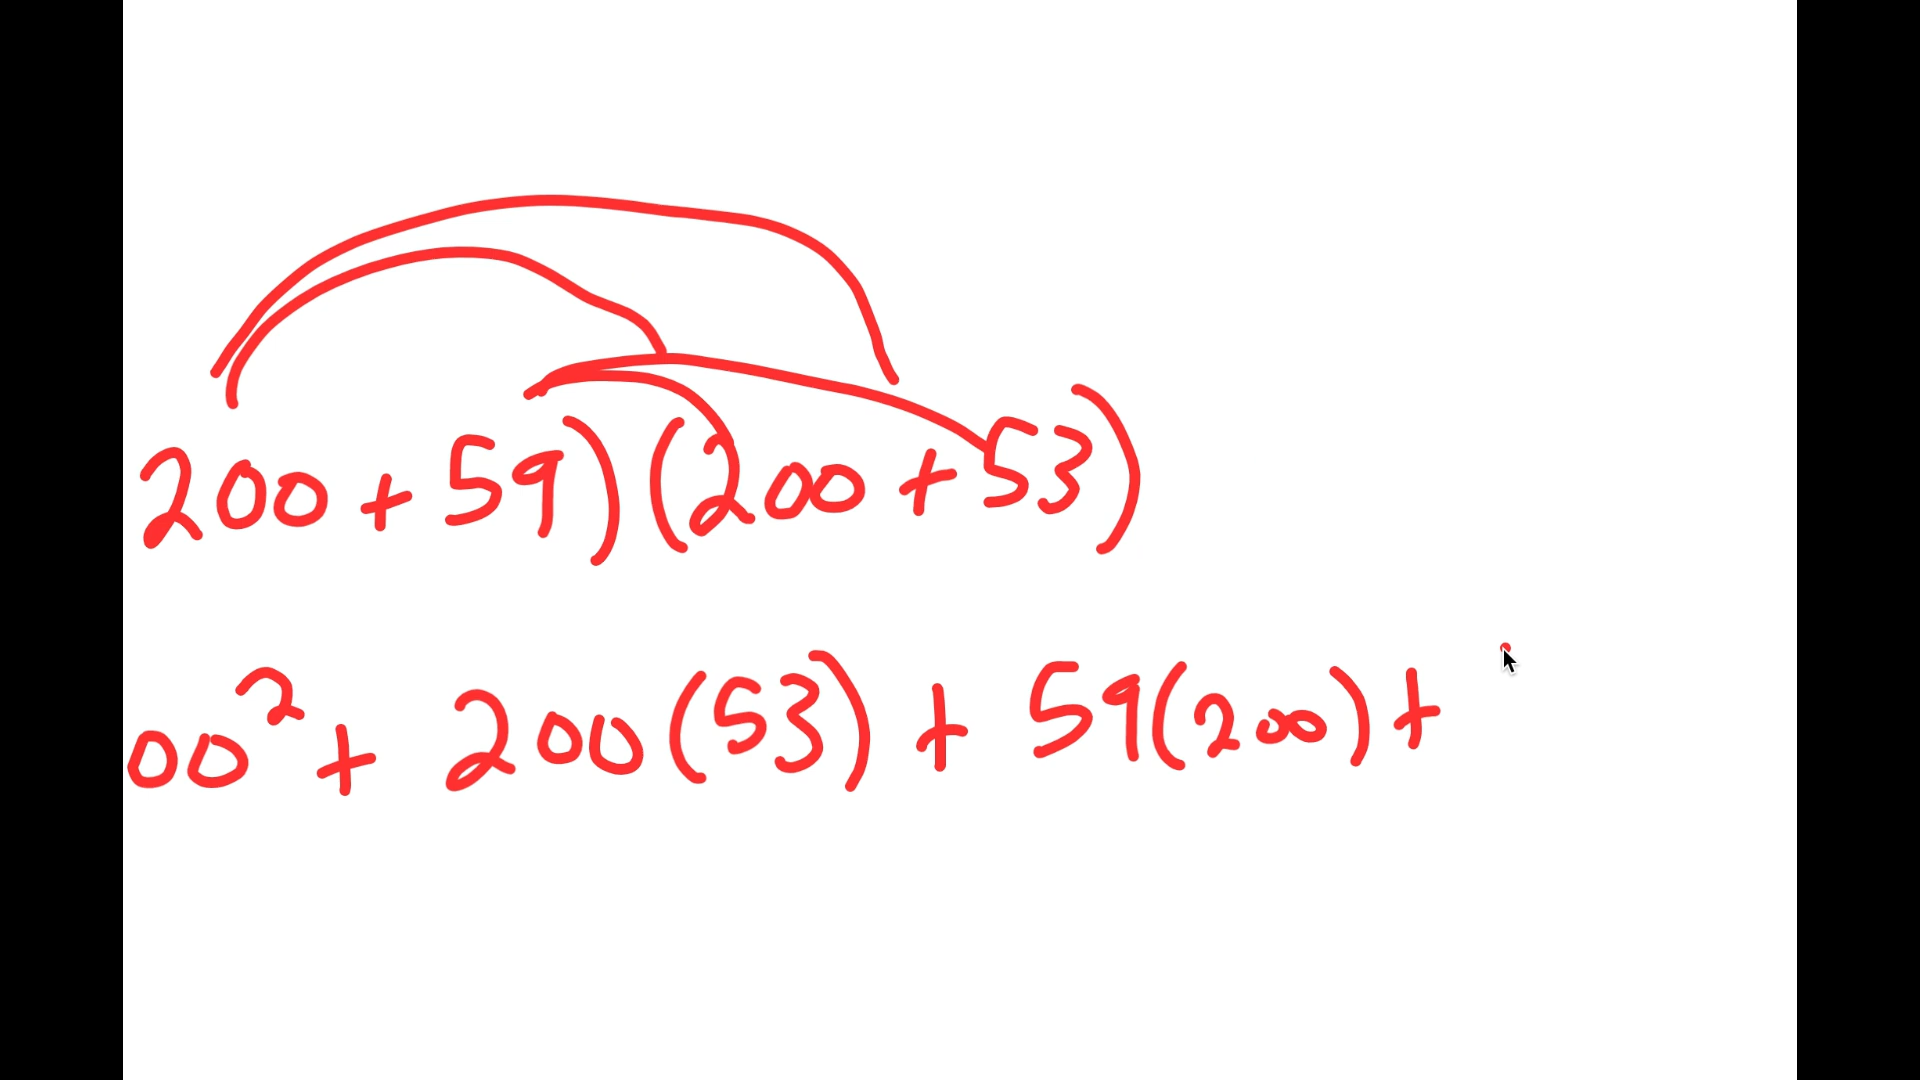 200 + 59)(200 + 53)
00² + 200(53) + 59(200) +